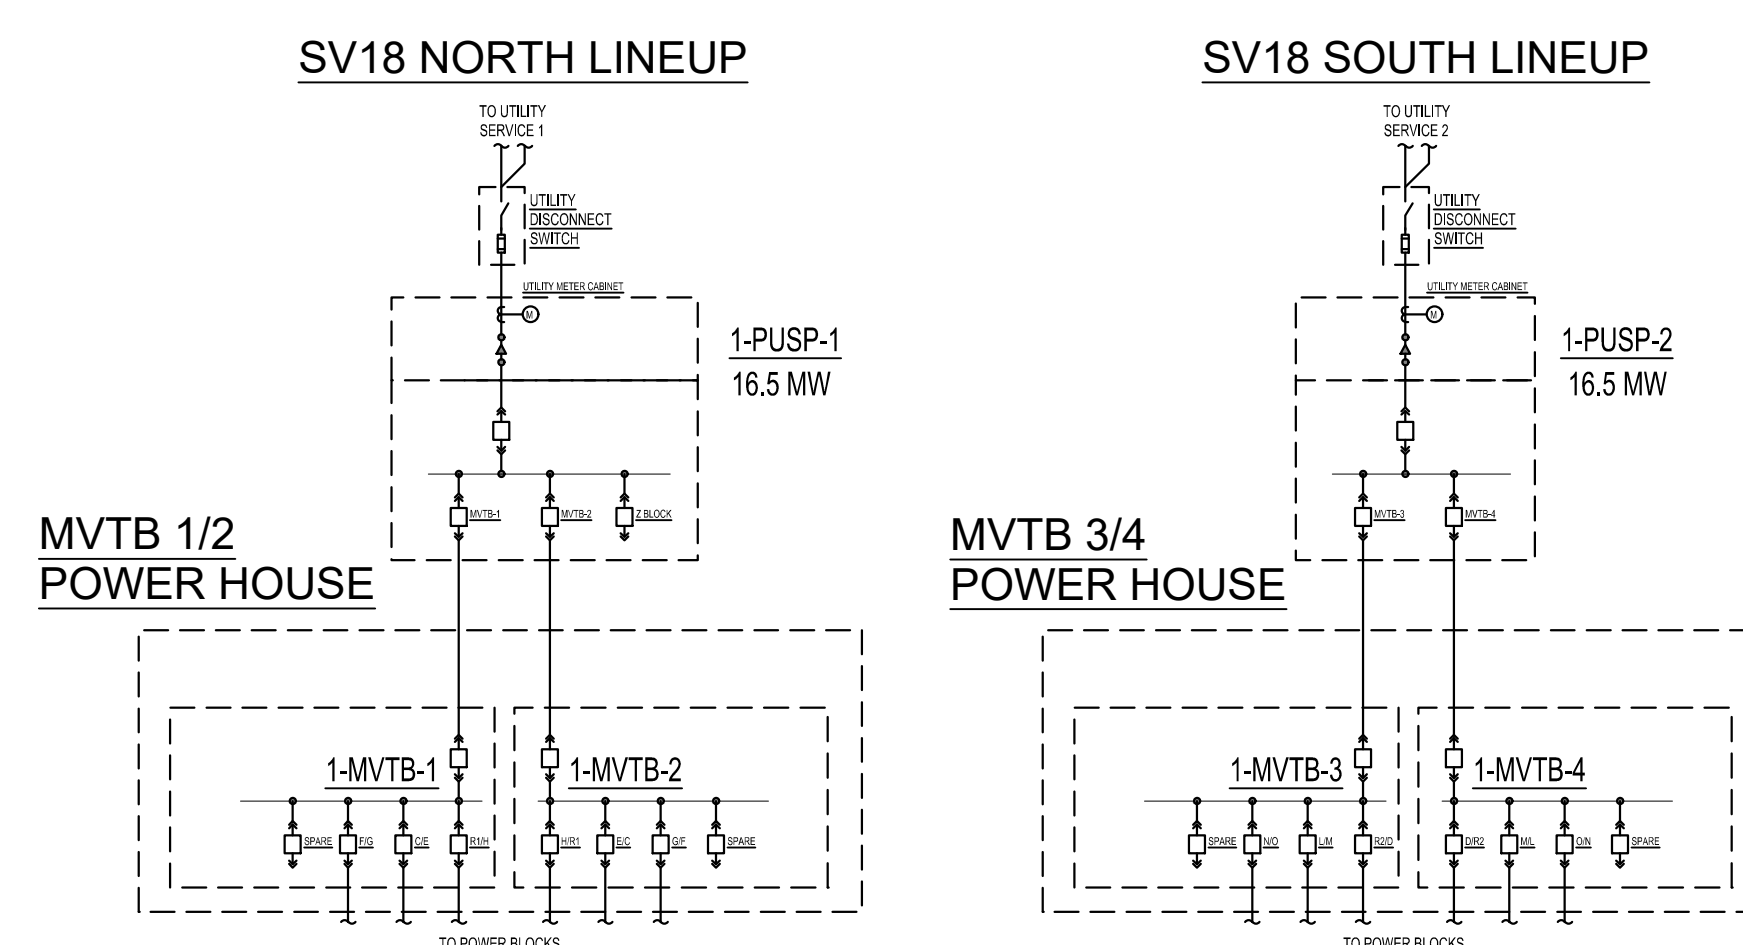 SV18 NORTH LINEUP
TO UTILITY
SERVICE 1
UTILITY
DISCONNECT
SWITCH
UTILITY METER CABINET
M
1-PUSP-1
16.5 MW
MVTB-1
MVTB-2
Z BLOCK
MVTB 1/2
POWER HOUSE
1-MVTB-1
1-MVTB-2
SPARE
F/G
C/E
R1/H
H/R1
E/C
G/F
SPARE
TO POWER BLOCKS
SV18 SOUTH LINEUP
TO UTILITY
SERVICE 2
UTILITY
DISCONNECT
SWITCH
UTILITY METER CABINET
M
1-PUSP-2
16.5 MW
MVTB-3
MVTB-4
MVTB 3/4
POWER HOUSE
1-MVTB-3
1-MVTB-4
SPARE
N/O
L/M
R2/D
D/R2
M/L
O/N
SPARE
TO POWER BLOCKS